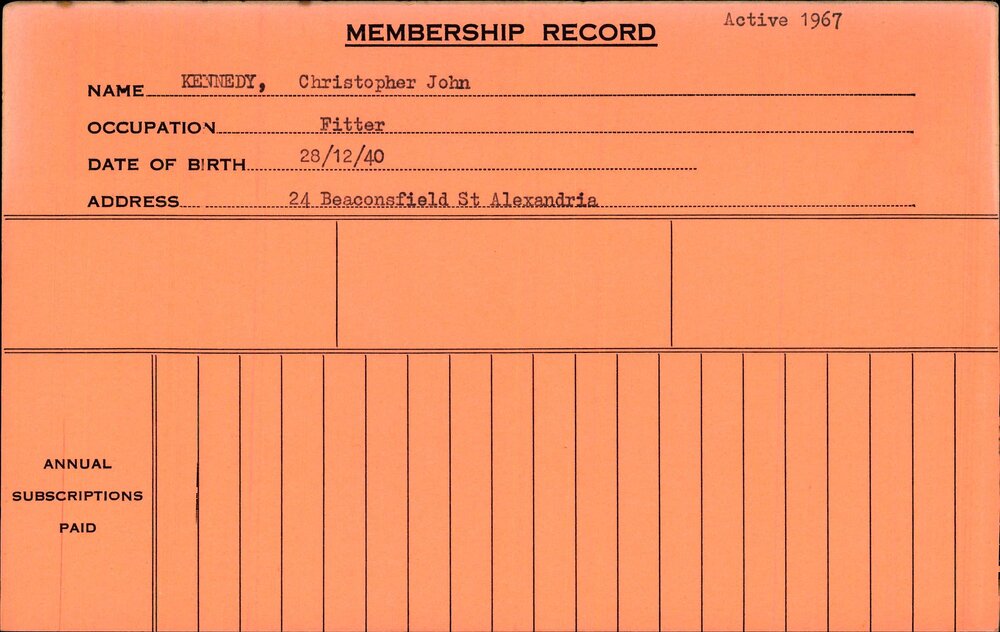 Active 1967
MEMBERSHIP RECORD
NAME KENNEDY, Christopher John
OCCUPATION Fitter
DATE OF BIRTH 28/12/40
ADDRESS 24 Beaconsfield St Alexandria
ANNUAL
SUBSCRIPTIONS
PAID